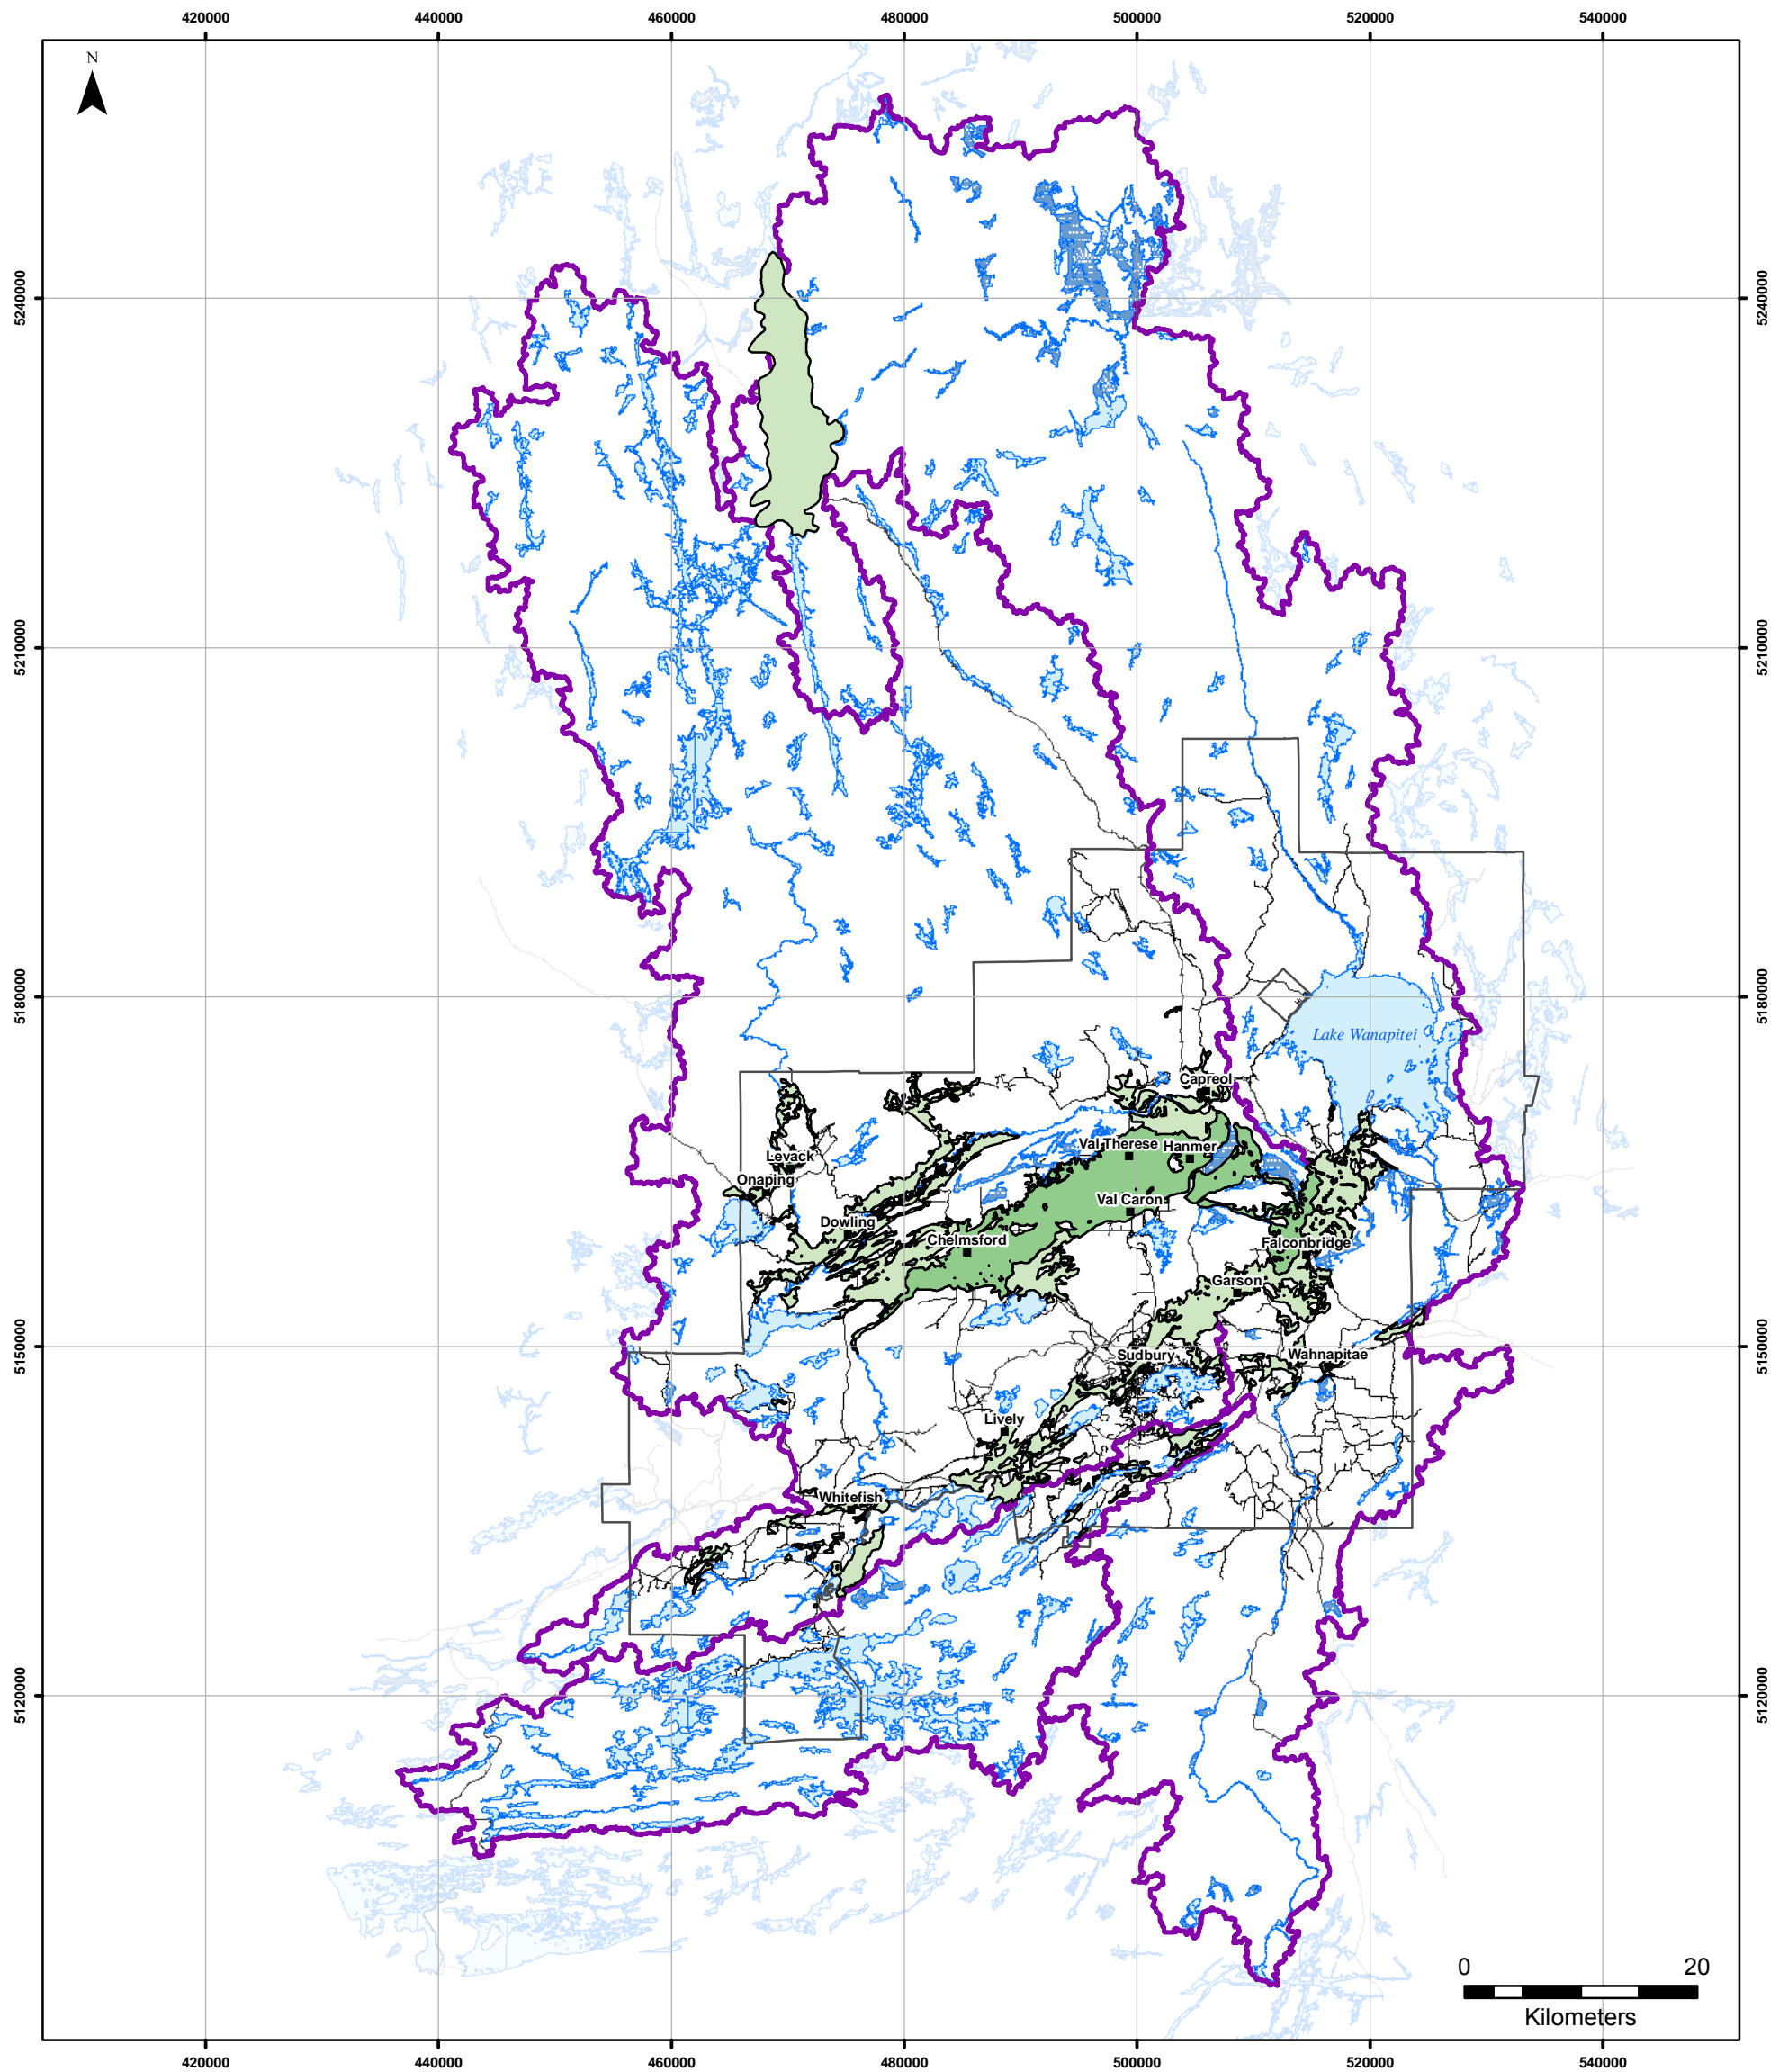 420000 440000 460000 480000 500000 520000 540000
N
5240000 5240000
5210000 5210000
5180000 5180000
Lake Wanapitei
Capreol
Val Therese Hanmer
Levack
Onaping
Val Caron
Dowling
Chelmsford
Falconbridge
Garson
5150000 5150000
Sudbury
Wahnapitae
Lively
Whitefish
5120000 5120000
0 20
Kilometers
420000 440000 460000 480000 500000 520000 540000